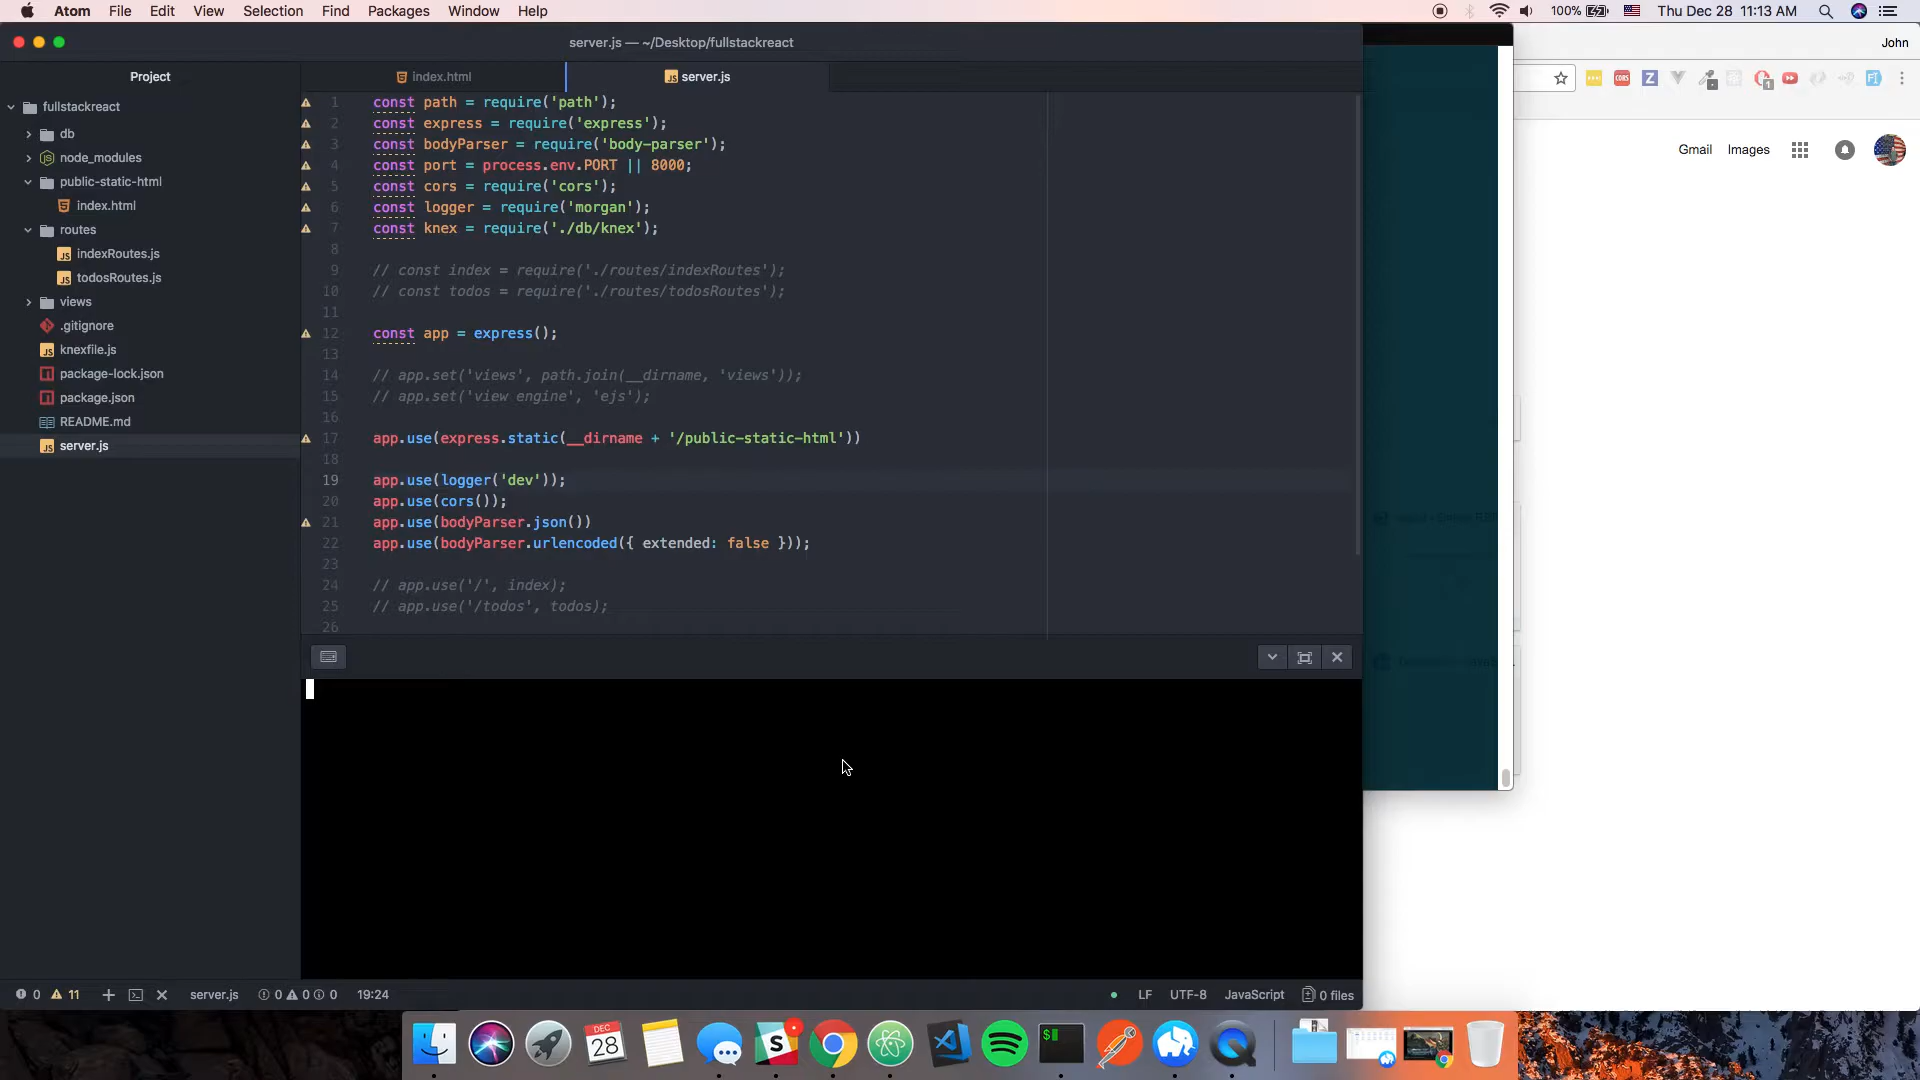 Atom File Edit View Selection Find Packages Window Help
100% Thu Dec 28 11:13 AM
server.js — ~/Desktop/fullstackreact
John
Project
index.html
server.js
fullstackreact
db
node_modules
public-static-html
index.html
routes
indexRoutes.js
todosRoutes.js
views
.gitignore
knexfile.js
package-lock.json
package.json
README.md
server.js
1 const path = require('path');
2 const express = require('express');
3 const bodyParser = require('body-parser');
4 const port = process.env.PORT || 8000;
5 const cors = require('cors');
6 const logger = require('morgan');
7 const knex = require('./db/knex');
8
9 // const index = require('./routes/indexRoutes');
10 // const todos = require('./routes/todosRoutes');
11
12 const app = express();
13
14 // app.set('views', path.join(__dirname, 'views'));
15 // app.set('view engine', 'ejs');
16
17 app.use(express.static(__dirname + '/public-static-html'))
18
19 app.use(logger('dev'));
20 app.use(cors());
21 app.use(bodyParser.json())
22 app.use(bodyParser.urlencoded({ extended: false }));
23
24 // app.use('/', index);
25 // app.use('/todos', todos);
26
CORS Z 1
Gmail Images
0 11 server.js 0 0 0 19:24
LF UTF-8 JavaScript 0 files
DEC
28
S
$